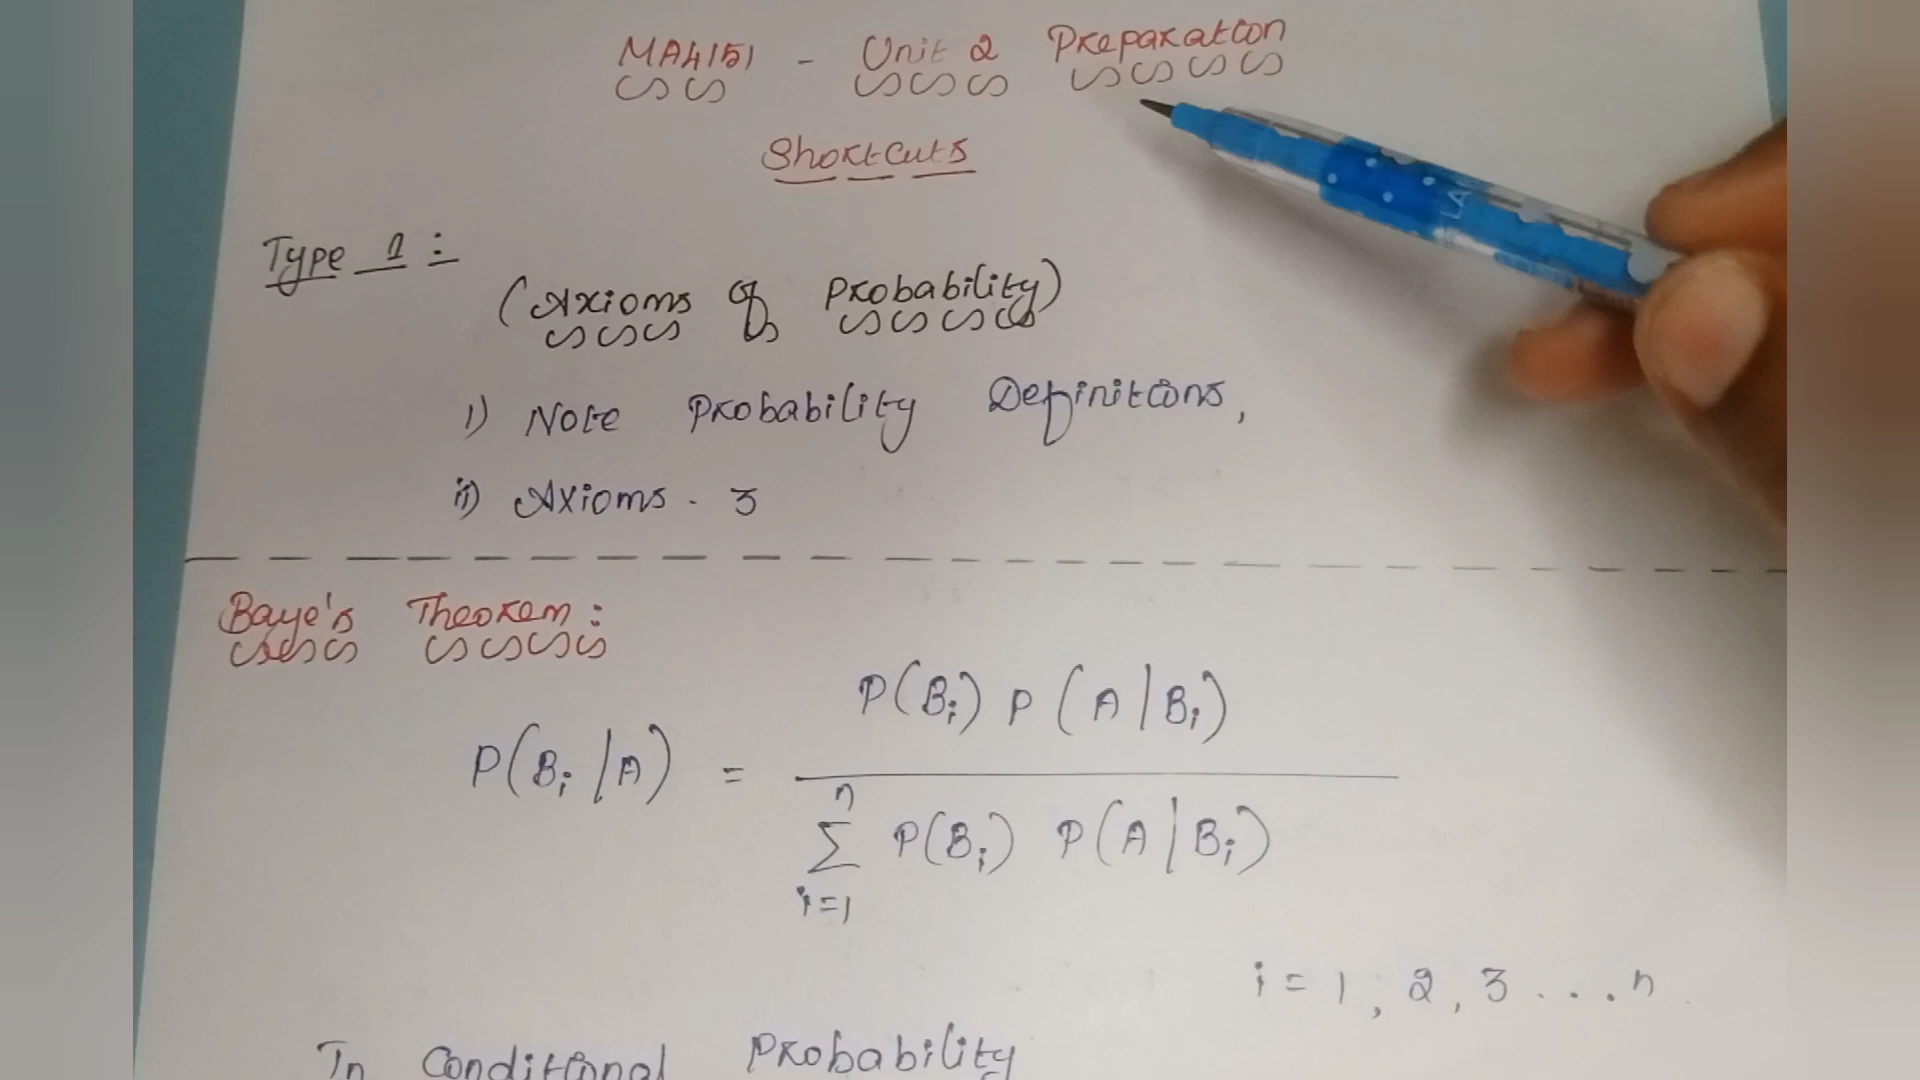 MA4151 - Unit 2 Preparation
Shortcuts
Type 1 :
(Axioms of Probability)
i) Note Probability Definitions,
ii) Axioms - 3
Baye's Theorem :
P(Bi) P(A|Bi)
P(Bi/A) =
n
Σ P(Bi) P(A|Bi)
i=1
i = 1, 2, 3 ... n
In Conditional Probability